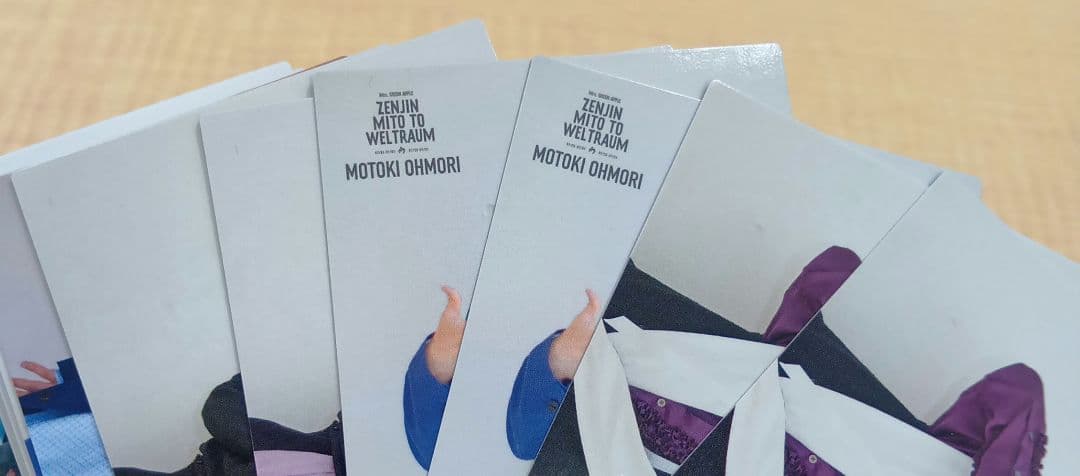 Mrs. GREEN APPLE
ZENJIN
MITO TO
WELTRAUM
MOTOKI OHMORI
Mrs. GREEN APPLE
ZENJIN
MITO TO
WELTRAUM
MOTOKI OHMORI